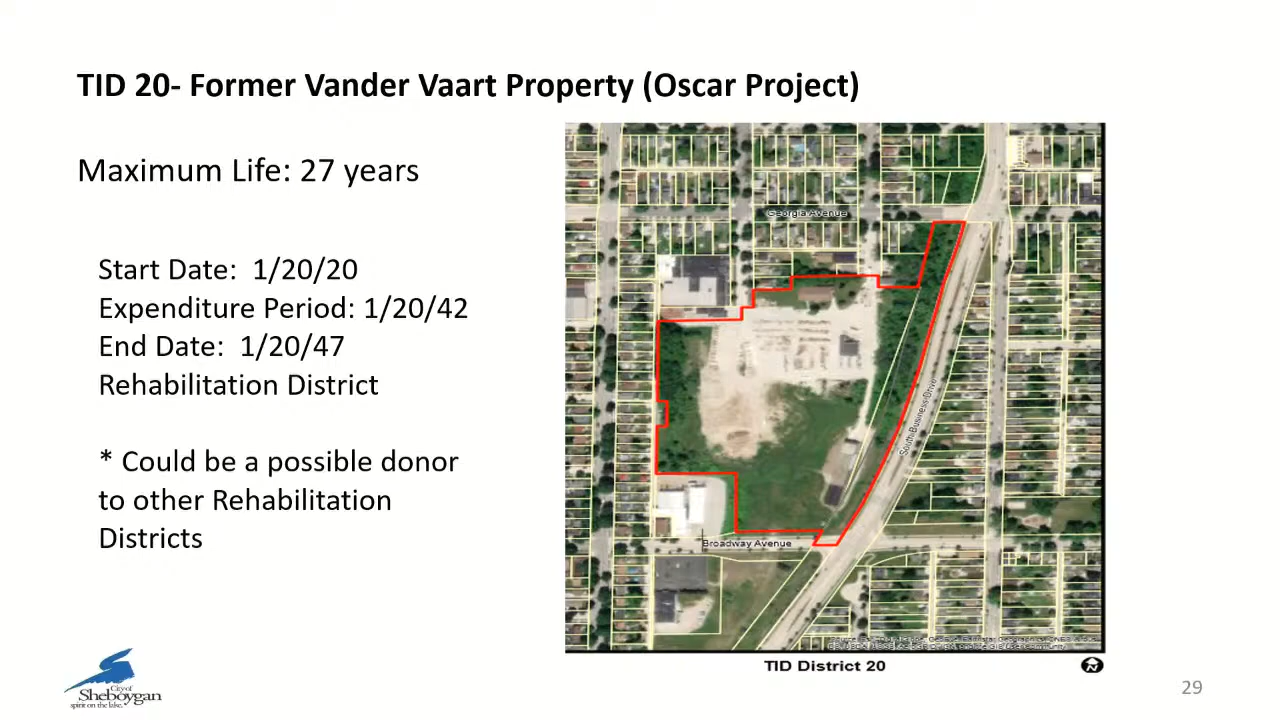 TID 20- Former Vander Vaart Property (Oscar Project)
Maximum Life: 27 years
Start Date:  1/20/20
Expenditure Period: 1/20/42
End Date:  1/20/47
Rehabilitation District
* Could be a possible donor
to other Rehabilitation
Districts
Georgia Avenue
South Business Drive
Broadway Avenue
TID District 20
City of
Sheboygan
spirit on the lake.
29